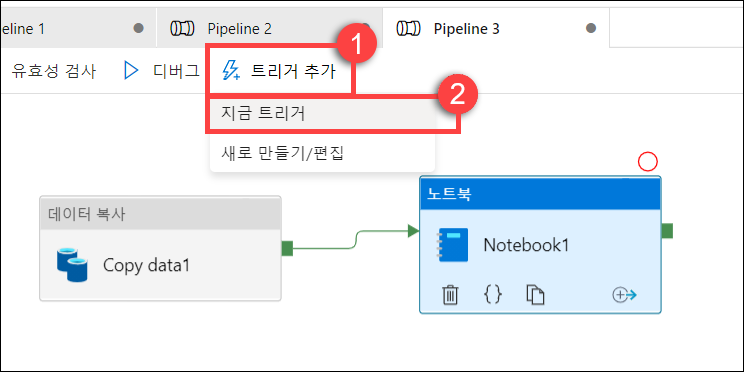 eline 1
Pipeline 2
Pipeline 3
유효성 검사
디버그
트리거 추가
1
지금 트리거
2
새로 만들기/편집
데이터 복사
Copy data1
노트북
Notebook1
{}